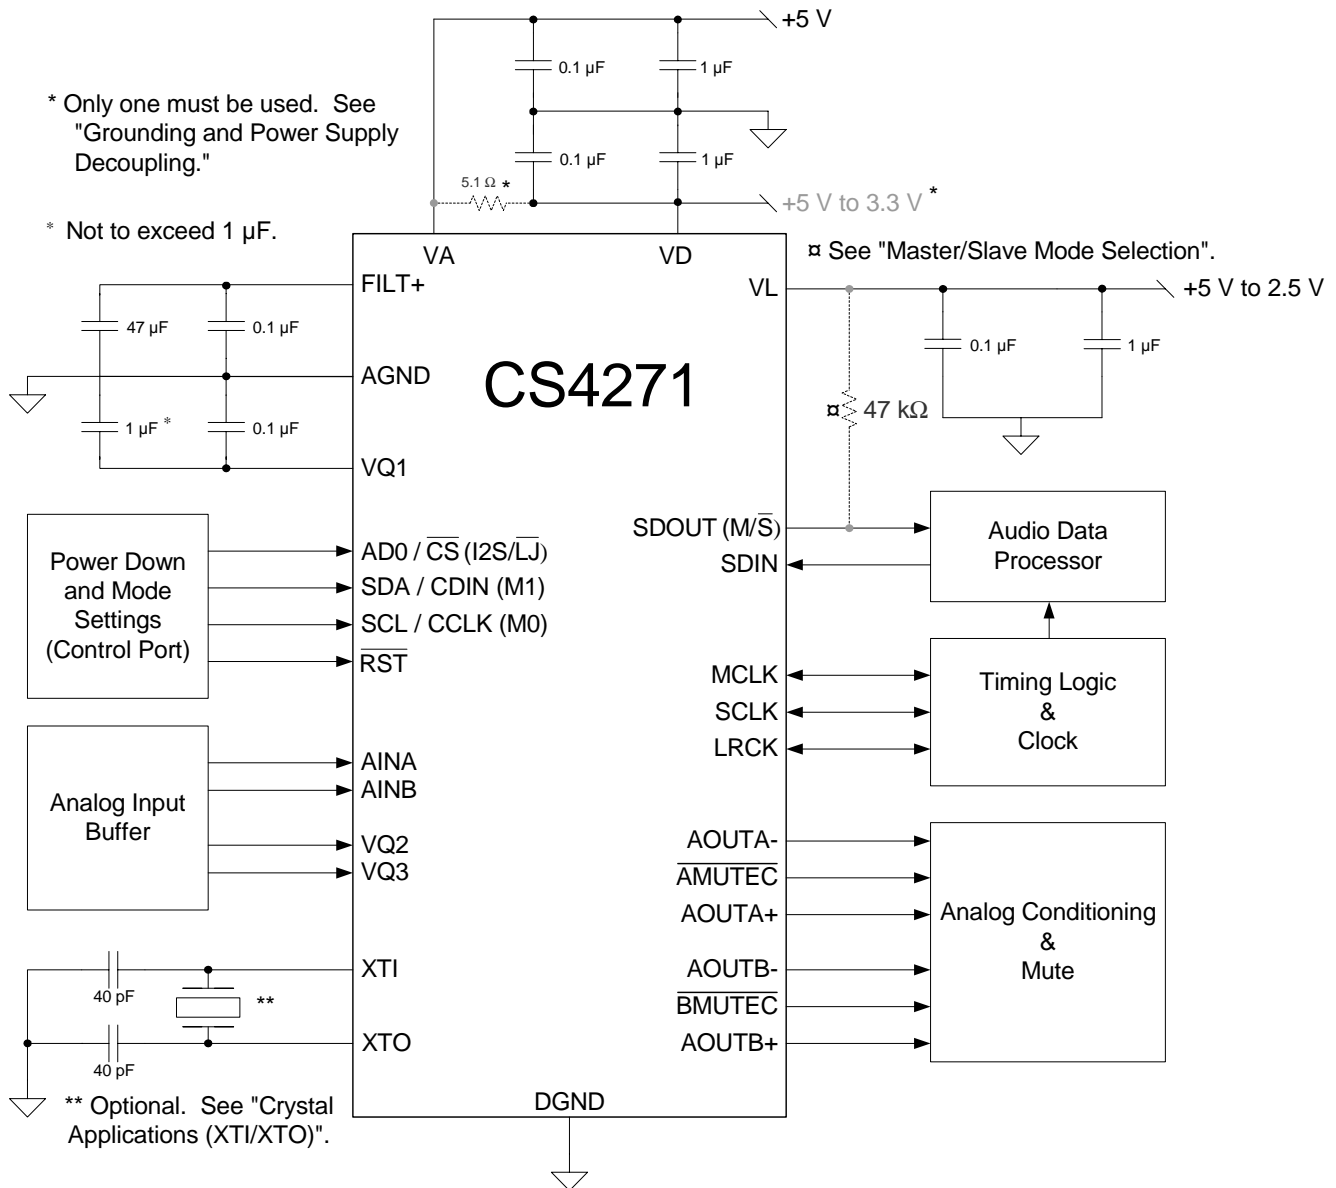 +5 V
0.1 µF
1 µF
* Only one must be used. See
"Grounding and Power Supply
Decoupling."
0.1 µF
1 µF
5.1 Ω *
+5 V to 3.3 V *
* Not to exceed 1 µF.
VA
VD
¤ See "Master/Slave Mode Selection".
FILT+
VL
+5 V to 2.5 V
47 µF
0.1 µF
0.1 µF
1 µF
AGND
CS4271
¤
47 kΩ
1 µF *
0.1 µF
VQ1
Power Down
and Mode
Settings
(Control Port)
AD0 / C̅S̅ (I2S/L̅J̅)
SDA / CDIN (M1)
SCL / CCLK (M0)
R̅S̅T̅
SDOUT (M/S̅)
SDIN
Audio Data
Processor
MCLK
SCLK
LRCK
Timing Logic
&
Clock
Analog Input
Buffer
AINA
AINB
VQ2
VQ3
AOUTA-
A̅M̅U̅T̅E̅C̅
AOUTA+
AOUTB-
B̅M̅U̅T̅E̅C̅
AOUTB+
Analog Conditioning
&
Mute
XTI
40 pF
**
XTO
40 pF
** Optional. See "Crystal
Applications (XTI/XTO)".
DGND